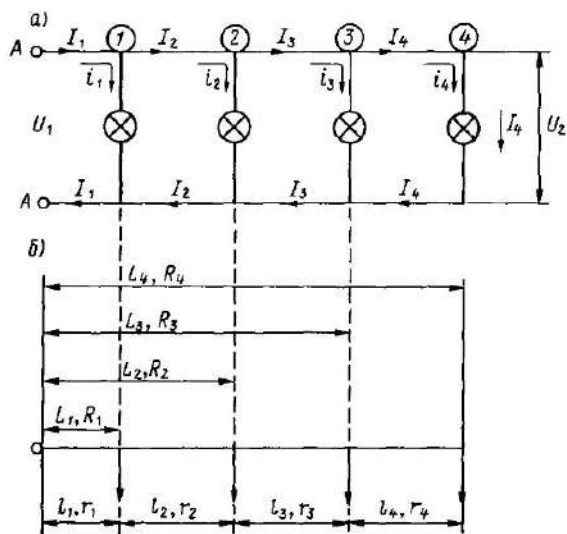 а)
A I₁ 1 I₂ 2 I₃ 3 I₄ 4
i₁ i₂ i₃ i₄
U₁ I₄ U₂
A I₁ I₂ I₃ I₄
б)
L₄, R₄
L₃, R₃
L₂, R₂
L₁, R₁
l₁, r₁ l₂, r₂ l₃, r₃ l₄, r₄